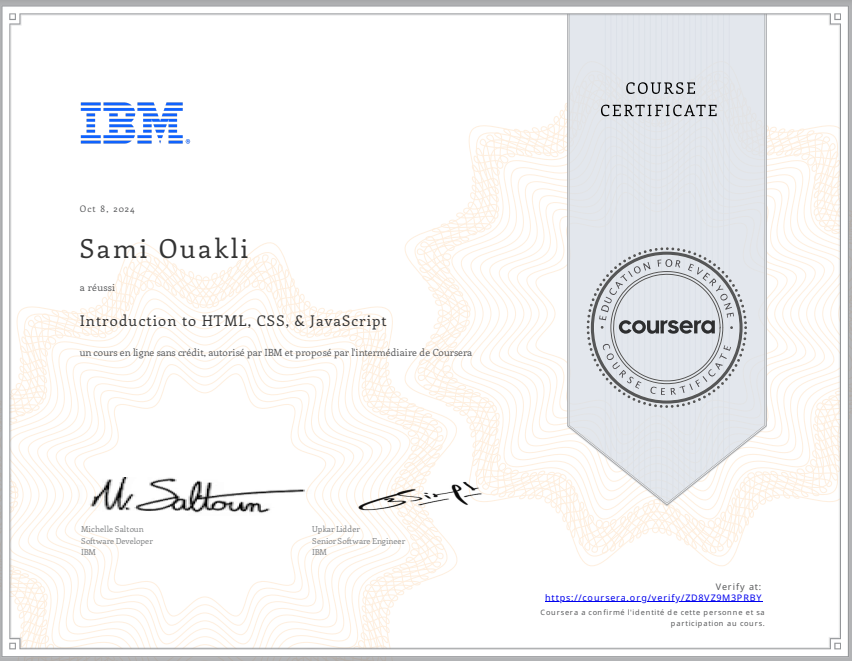 COURSE
CERTIFICATE
IBM®
Oct 8, 2024
Sami Ouakli
a réussi
Introduction to HTML, CSS, & JavaScript
un cours en ligne sans crédit, autorisé par IBM et proposé par l'intermédiaire de Coursera
EDUCATION FOR EVERYONE
coursera
COURSE CERTIFICATE
M. Saltoun
Michelle Saltoun
Software Developer
IBM
Upkar Lidder
Senior Software Engineer
IBM
Verify at:
https://coursera.org/verify/ZD8VZ9M3PRBY
Coursera a confirmé l'identité de cette personne et sa
participation au cours.